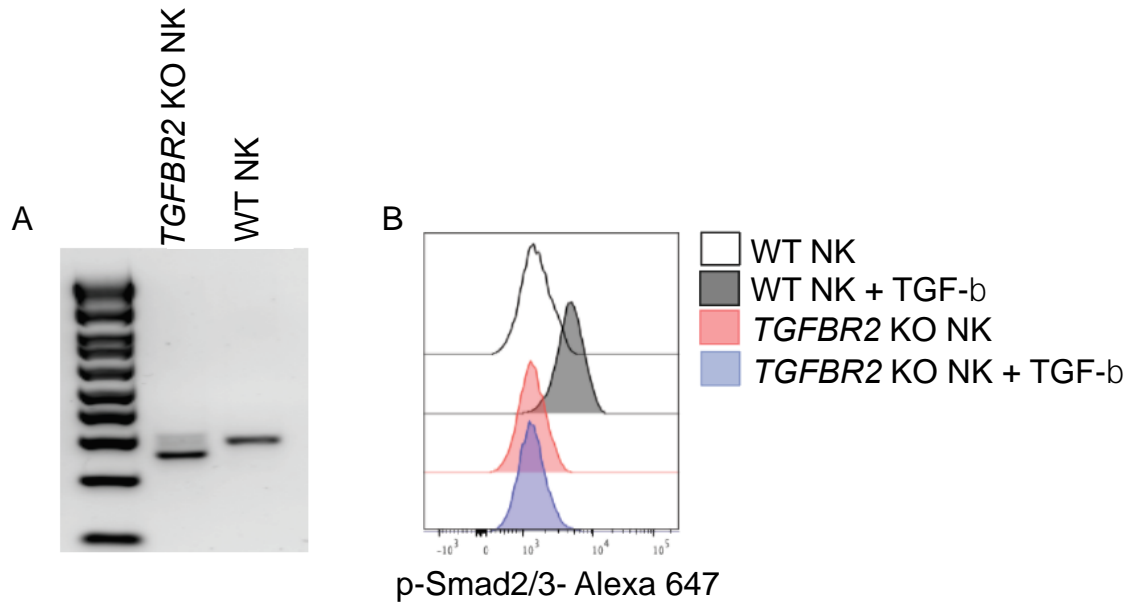 A
TGFBR2 KO NK
WT NK
B
WT NK
WT NK + TGF-b
TGFBR2 KO NK
TGFBR2 KO NK + TGF-b
-10³ 0 10³ 10⁴ 10⁵
p-Smad2/3- Alexa 647